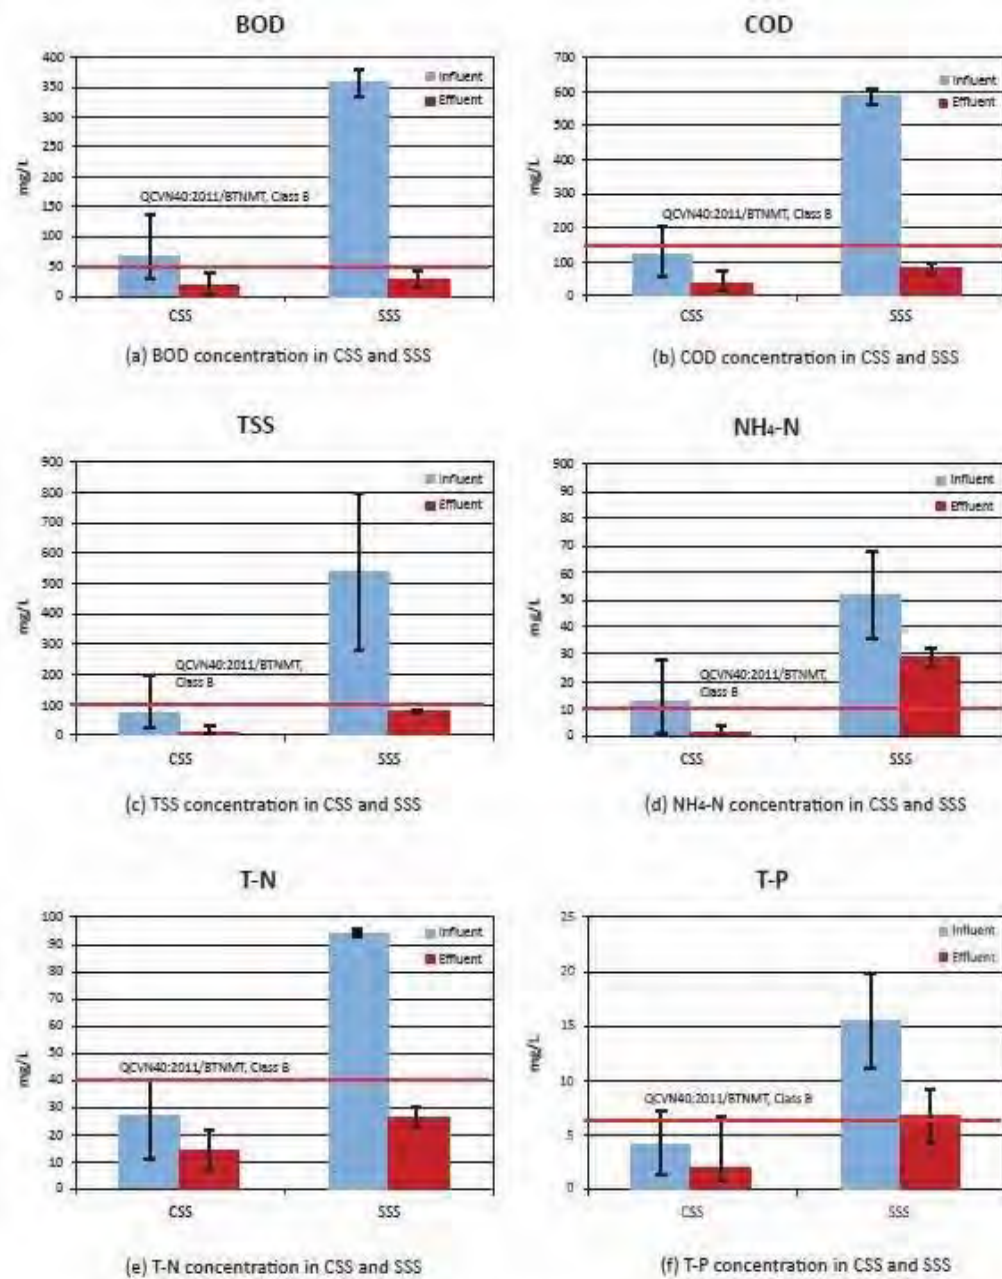 BOD
400
350
300
250
200
150
100
50
0
mg/L
Influent
Effluent
QCVN40:2011/BTNMT, Class B
CSS
SSS
(a) BOD concentration in CSS and SSS
COD
700
600
500
400
300
200
100
0
mg/L
Influent
Effluent
QCVN40:2011/BTNMT, Class B
CSS
SSS
(b) COD concentration in CSS and SSS
TSS
900
800
700
600
500
400
300
200
100
0
mg/L
Influent
Effluent
QCVN40:2011/BTNMT,
Class B
CSS
SSS
(c) TSS concentration in CSS and SSS
NH₄-N
900
90
80
70
60
50
40
30
20
10
0
mg/L
Influent
Effluent
QCVN40:2011/BTNMT,
Class B
CSS
SSS
(d) NH₄-N concentration in CSS and SSS
T-N
100
90
80
70
60
50
40
30
20
10
0
mg/L
Influent
Effluent
QCVN40:2011/BTNMT, Class B
CSS
SSS
(e) T-N concentration in CSS and SSS
T-P
25
20
15
10
5
0
mg/L
Influent
Effluent
QCVN40:2011/BTNMT, Class B
CSS
SSS
(f) T-P concentration in CSS and SSS